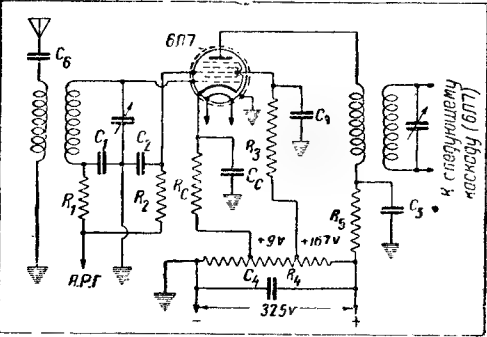 6П7
C6
C1
C2
R1
R2
А.Р.Г
RC
CC
R3
C9
+9v
+167v
C4
R4
R5
C3
325v
-
+
К следующему
каскаду (6П7)